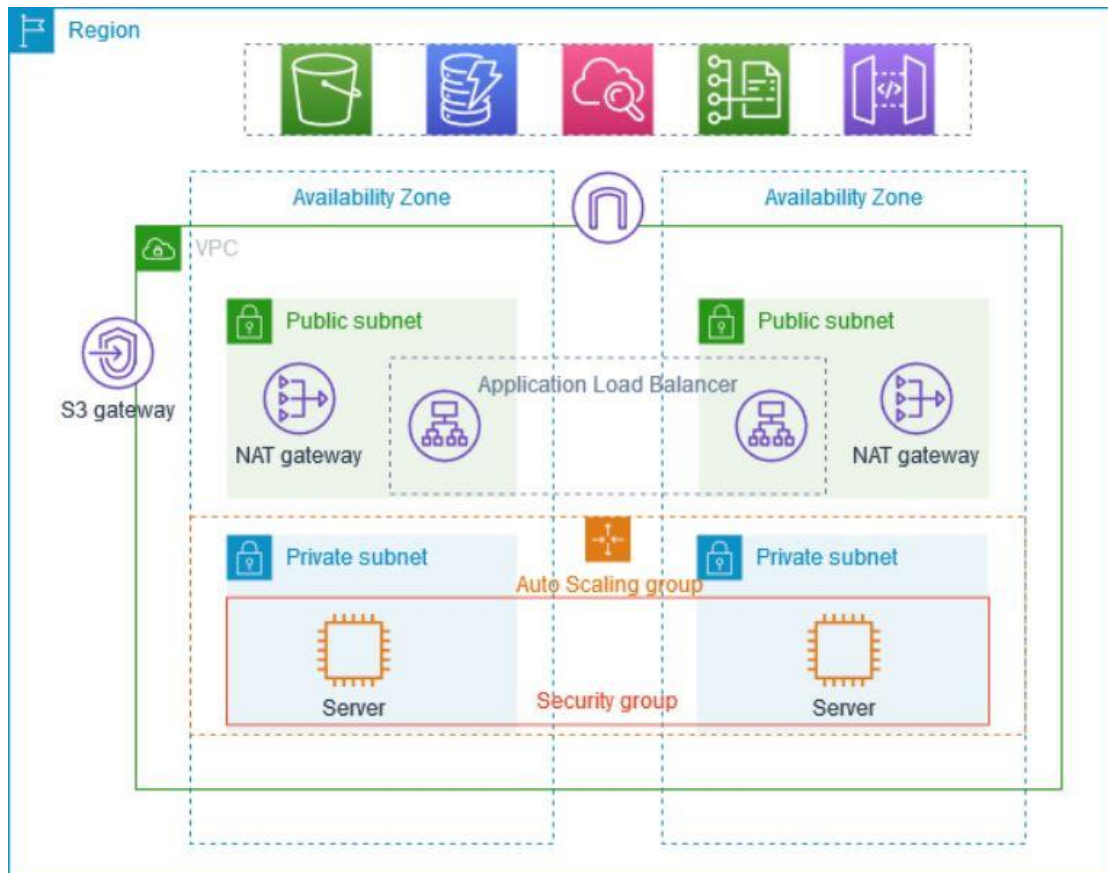 Region
Availability Zone
Availability Zone
VPC
Public subnet
Public subnet
Application Load Balancer
S3 gateway
NAT gateway
NAT gateway
Private subnet
Private subnet
Auto Scaling group
Security group
Server
Server